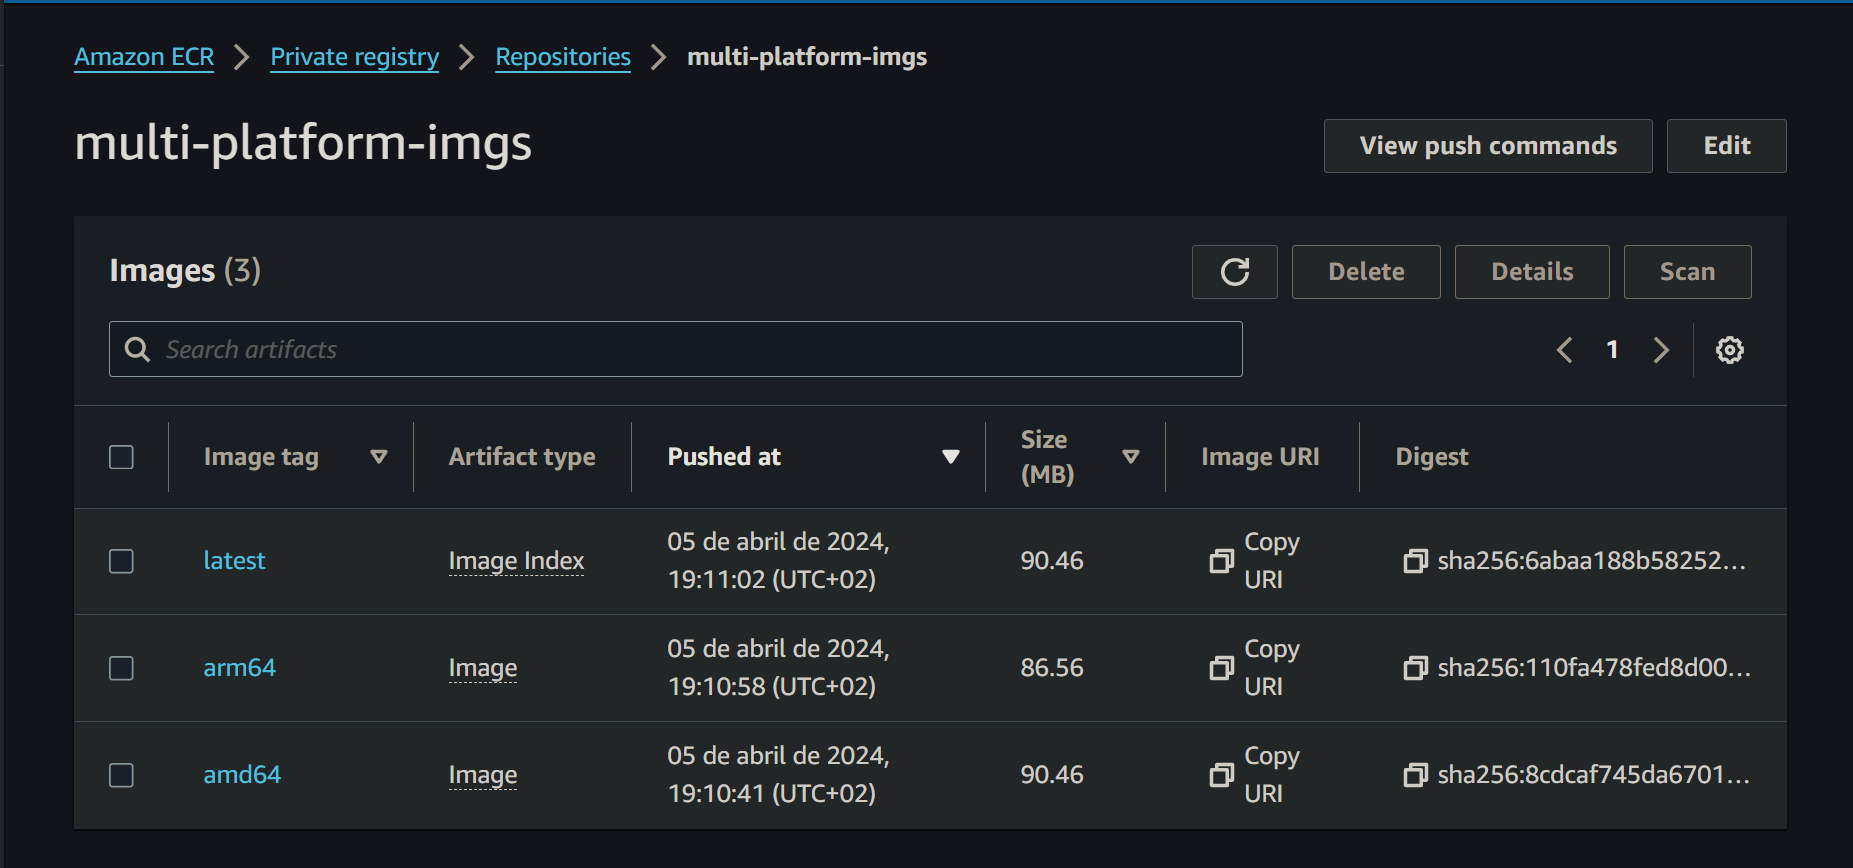 Amazon ECR > Private registry > Repositories > multi-platform-imgs
multi-platform-imgs
View push commands
Edit
Images (3)
Delete
Details
Scan
Search artifacts
1
Image tag
Artifact type
Pushed at
Size
(MB)
Image URI
Digest
latest
Image Index
05 de abril de 2024,
19:11:02 (UTC+02)
90.46
Copy
URI
sha256:6abaa188b58252...
arm64
Image
05 de abril de 2024,
19:10:58 (UTC+02)
86.56
Copy
URI
sha256:110fa478fed8d00...
amd64
Image
05 de abril de 2024,
19:10:41 (UTC+02)
90.46
Copy
URI
sha256:8cdcaf745da6701...